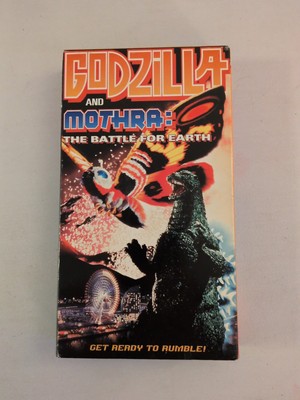 GODZILLA
AND
MOTHRA:
THE BATTLE FOR EARTH
GET READY TO RUMBLE!